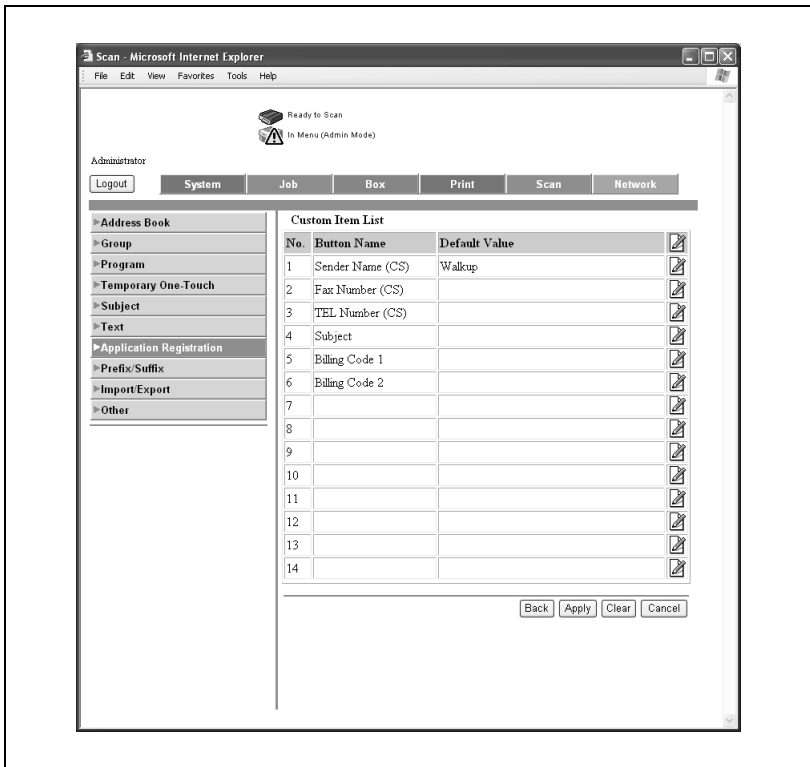 Scan - Microsoft Internet Explorer
File Edit View Favorites Tools Help
Ready to Scan
In Menu (Admin Mode)
Administrator
Logout System Job Box Print Scan Network
Address Book
Group
Program
Temporary One-Touch
Subject
Text
Application Registration
Prefix/Suffix
Import/Export
Other
Custom Item List
No. Button Name Default Value
1 Sender Name (CS) Walkup
2 Fax Number (CS)
3 TEL Number (CS)
4 Subject
5 Billing Code 1
6 Billing Code 2
7
8
9
10
11
12
13
14
Back Apply Clear Cancel